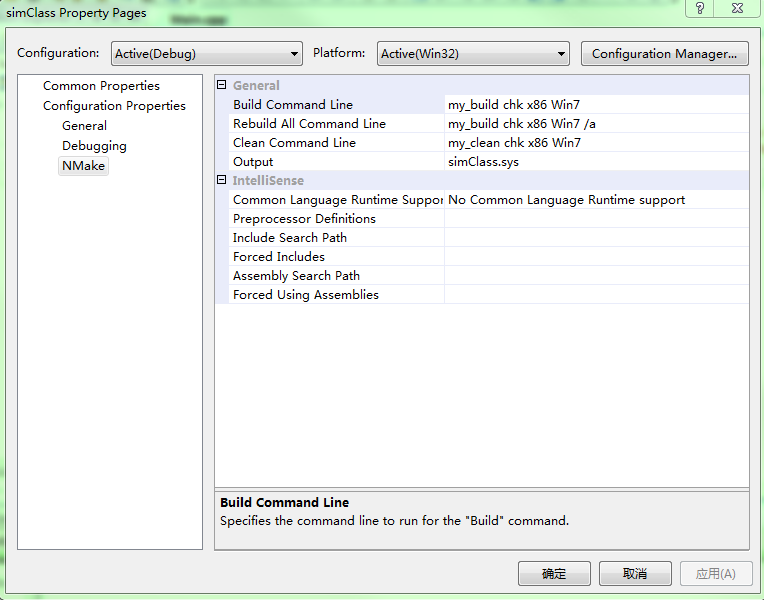 simClass Property Pages
Configuration: Active(Debug) Platform: Active(Win32) Configuration Manager...
Common Properties
Configuration Properties
General
Debugging
NMake
General
Build Command Line my_build chk x86 Win7
Rebuild All Command Line my_build chk x86 Win7 /a
Clean Command Line my_clean chk x86 Win7
Output simClass.sys
IntelliSense
Common Language Runtime Suppor No Common Language Runtime support
Preprocessor Definitions
Include Search Path
Forced Includes
Assembly Search Path
Forced Using Assemblies
Build Command Line
Specifies the command line to run for the "Build" command.
确定 取消 应用(A)